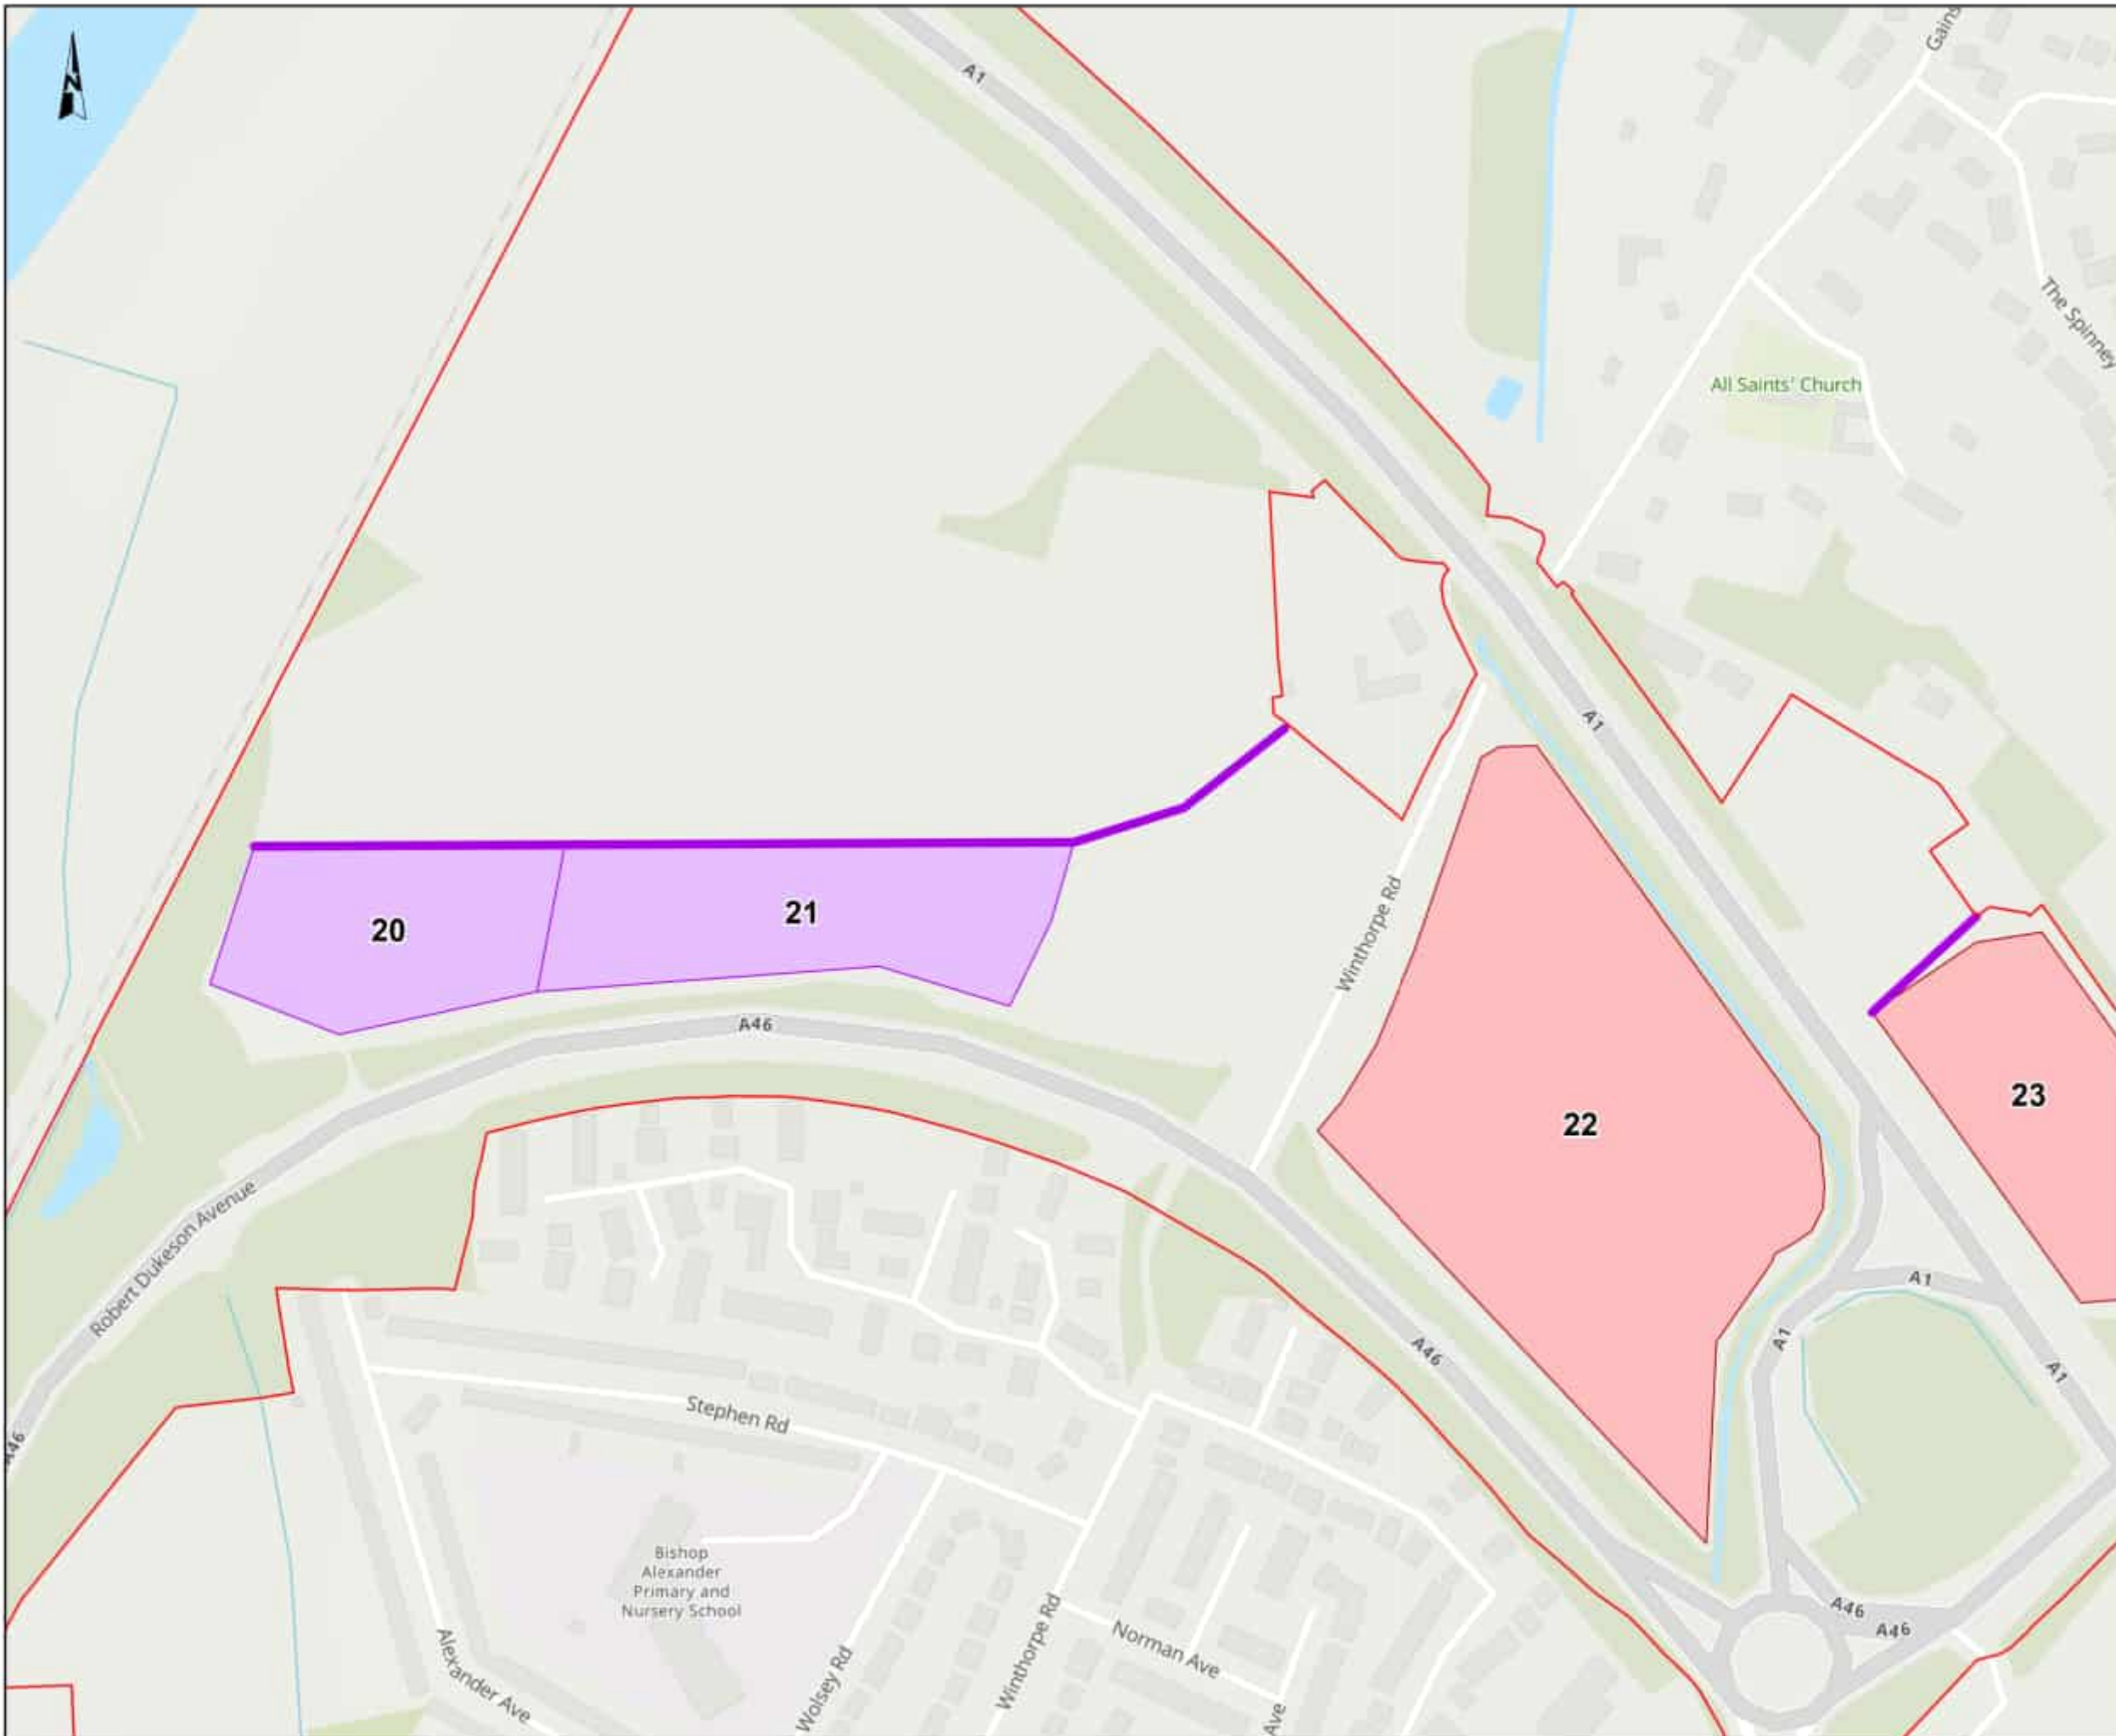 N
A1
Gains
The Spinney
All Saints' Church
A1
20
21
Winthorpe Rd
A46
22
23
Robert Dukeson Avenue
A1
A1
A1
A46
A46
Stephen Rd
Bishop
Alexander
Primary and
Nursery School
Alexander Ave
Wolsey Rd
Winthorpe Rd
Norman Ave
Ave
A46
A46